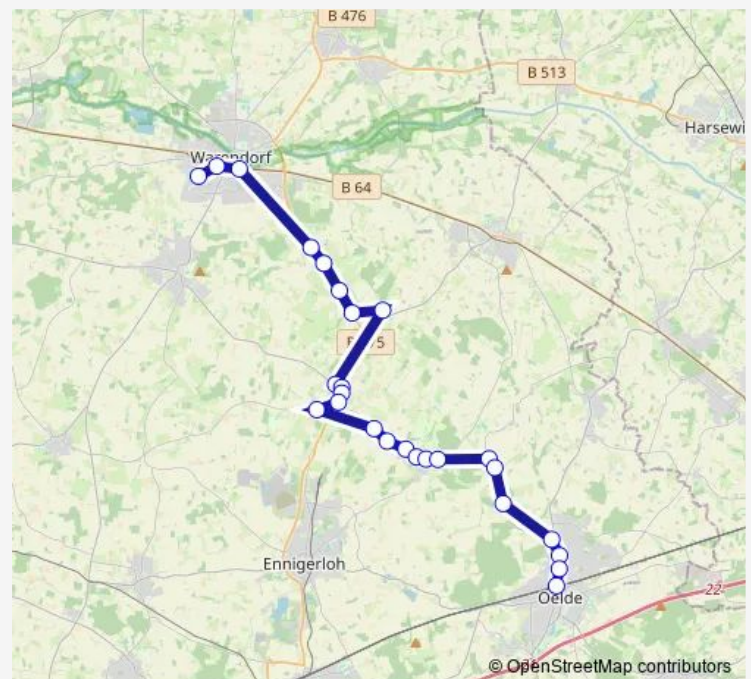 B 476
B 513
Harsewi
Warendorf
B 64
Ennigerloh
Oelde
22
© OpenStreetMap contributors